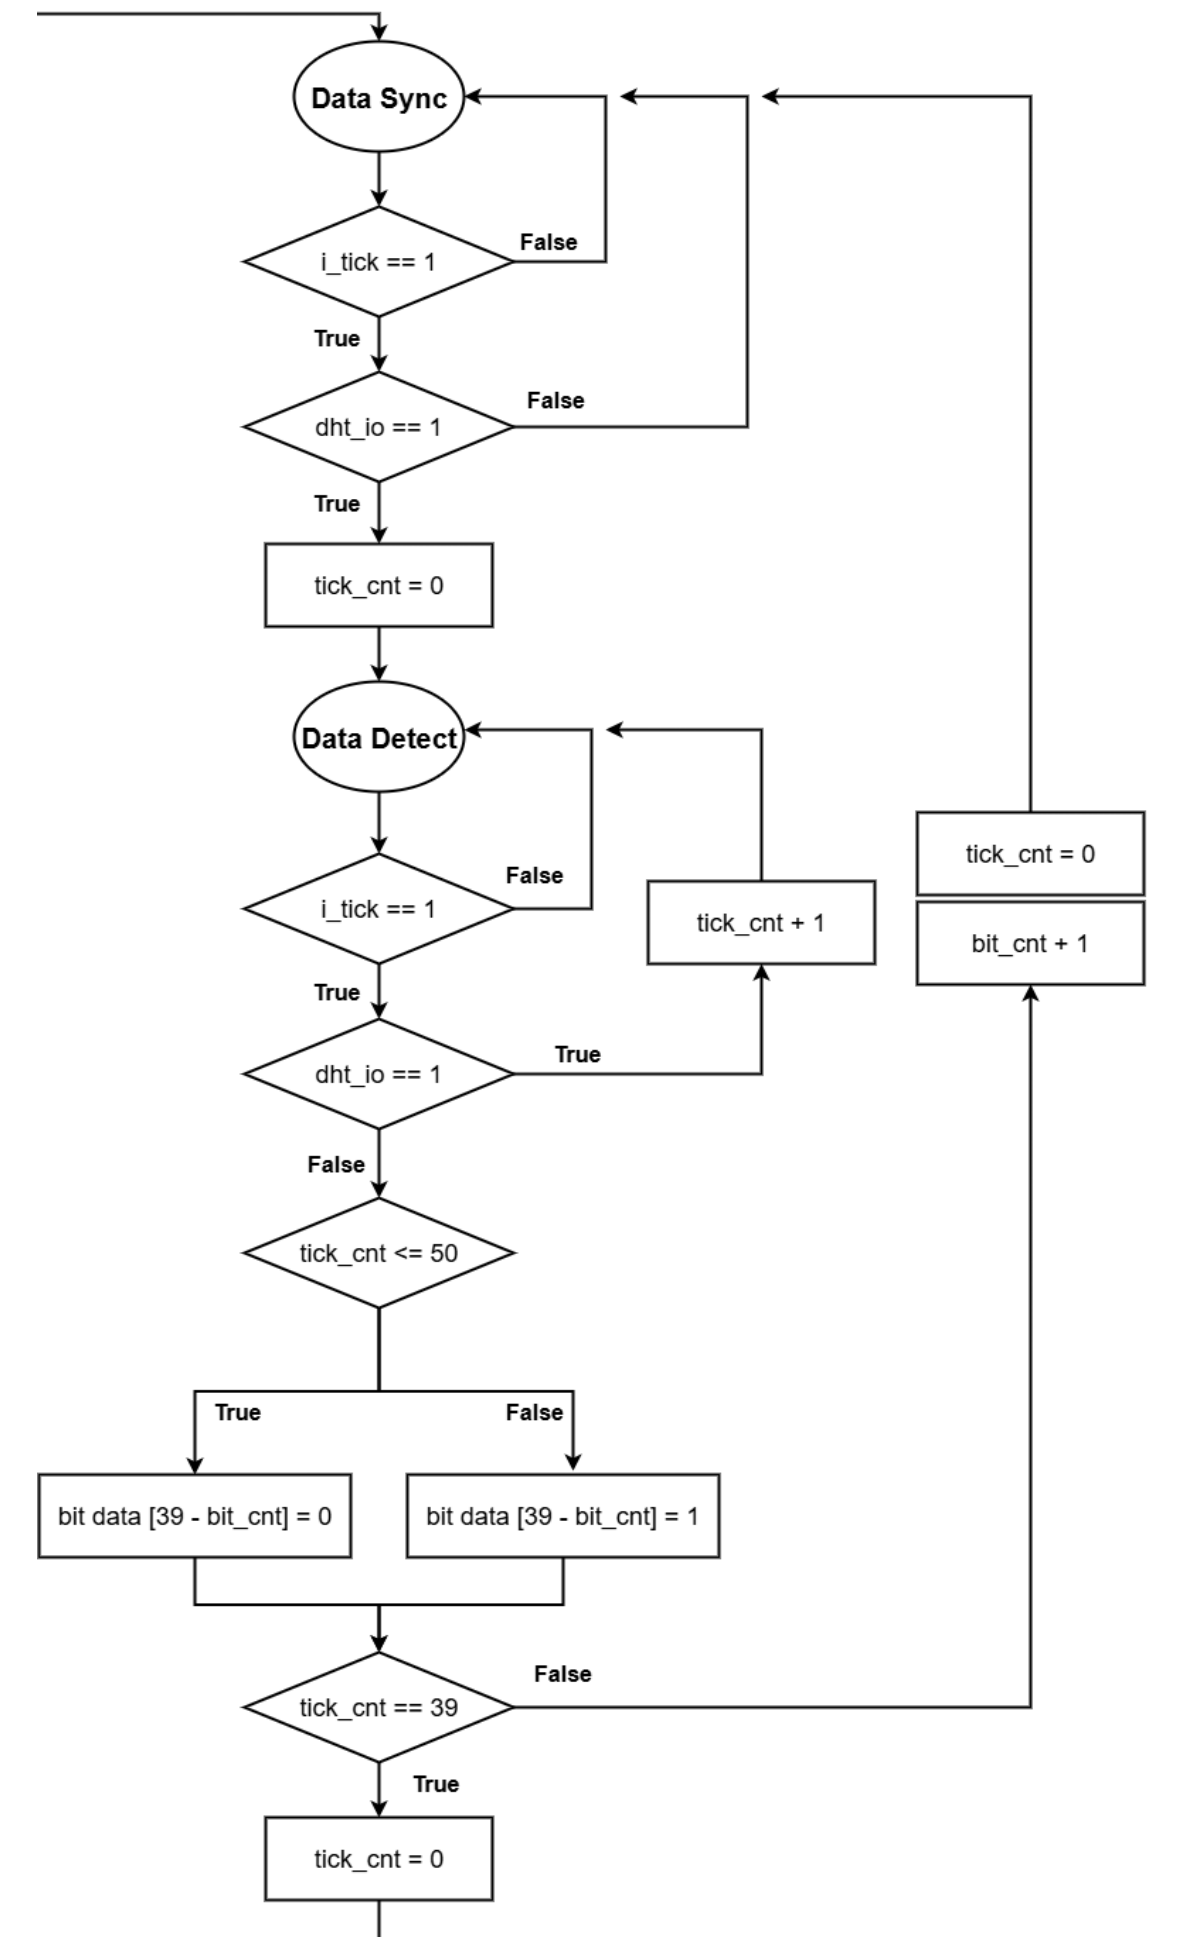 Data Sync
i_tick == 1
False
True
dht_io == 1
False
True
tick_cnt = 0
Data Detect
i_tick == 1
False
tick_cnt + 1
tick_cnt = 0
bit_cnt + 1
True
dht_io == 1
True
False
tick_cnt <= 50
True
False
bit data [39 - bit_cnt] = 0
bit data [39 - bit_cnt] = 1
tick_cnt == 39
False
True
tick_cnt = 0